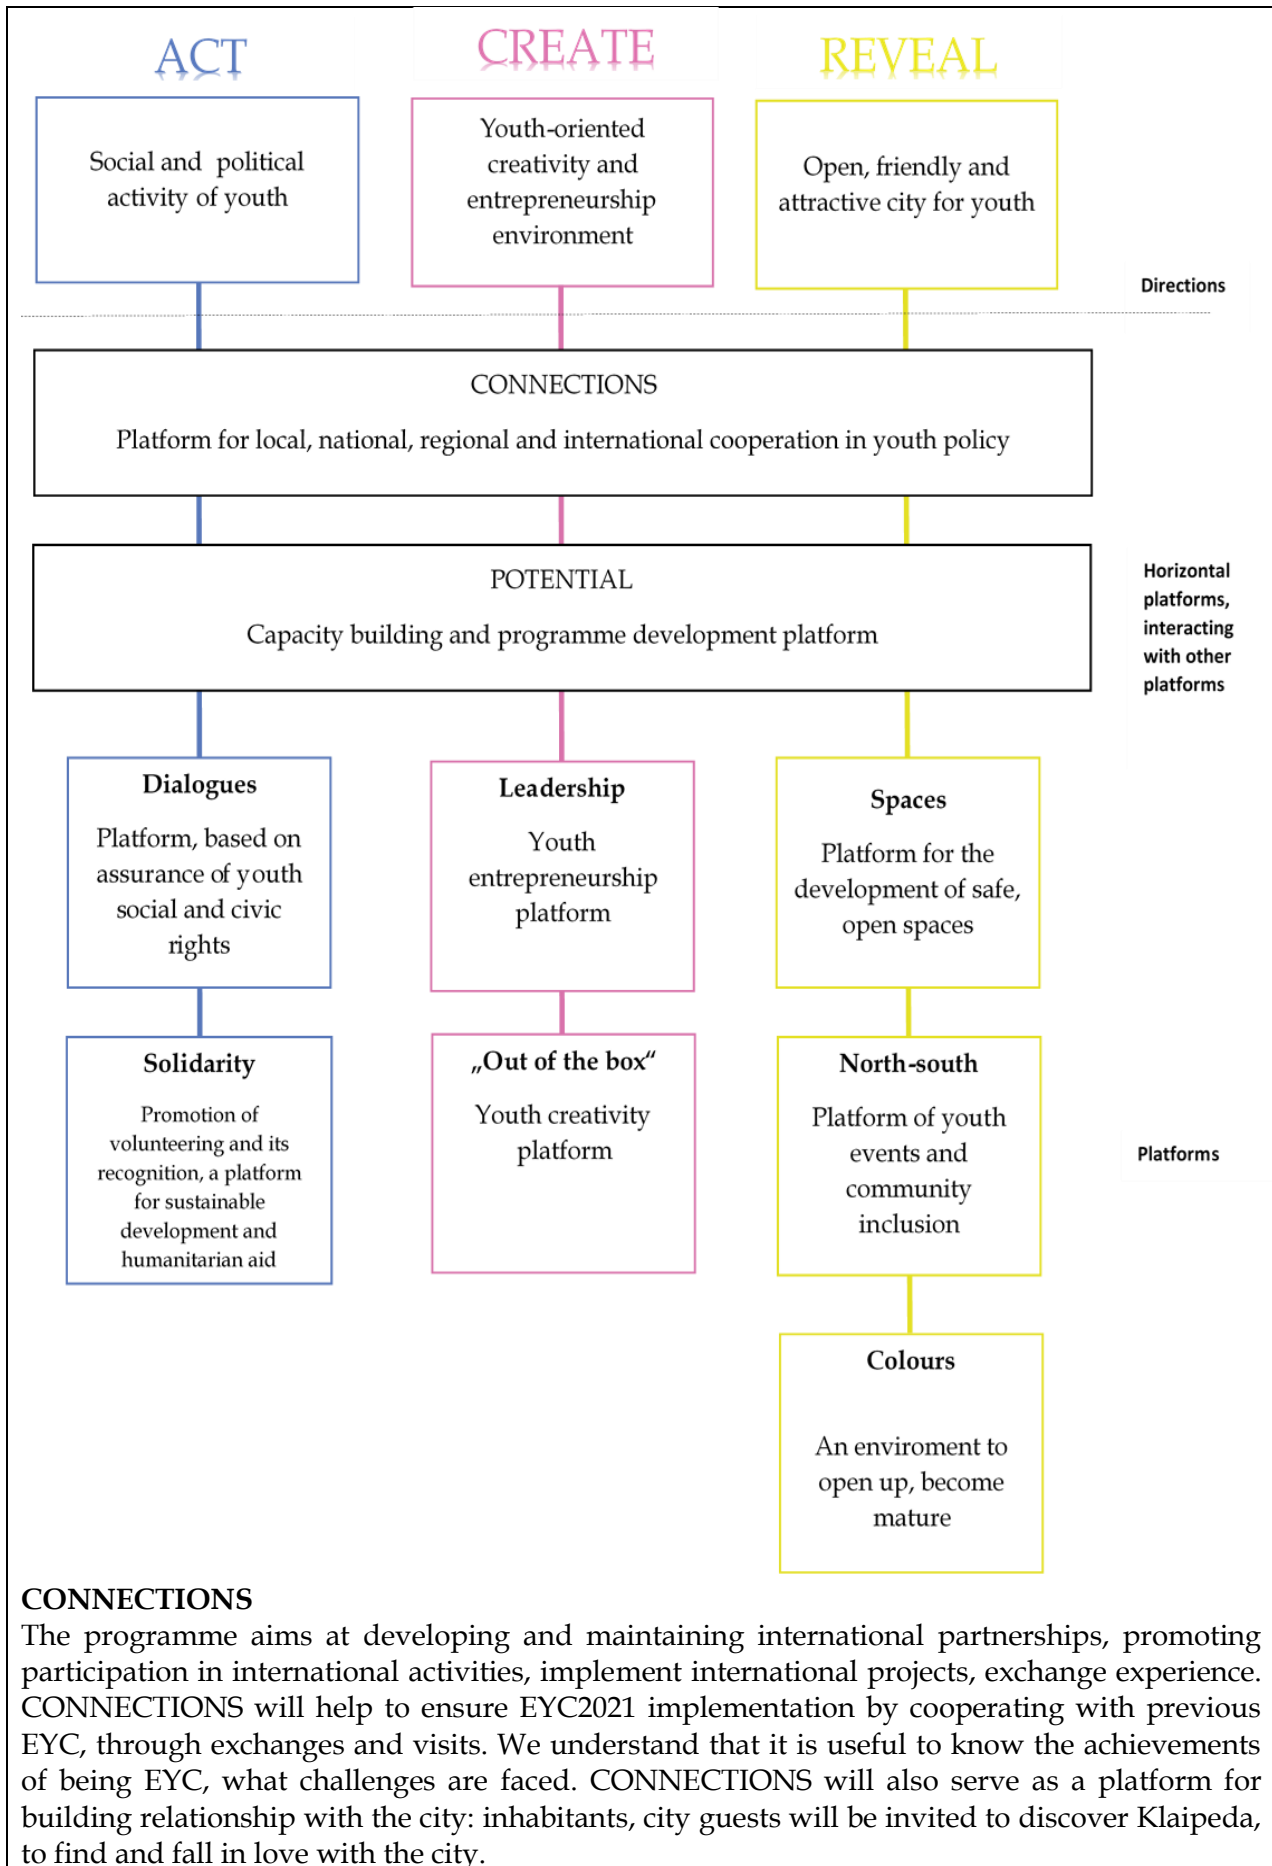 ACT
CREATE
REVEAL
Social and political
activity of youth
Youth-oriented
creativity and
entrepreneurship
environment
Open, friendly and
attractive city for youth
Directions
CONNECTIONS
Platform for local, national, regional and international cooperation in youth policy
POTENTIAL
Capacity building and programme development platform
Horizontal
platforms,
interacting
with other
platforms
Dialogues
Platform, based on
assurance of youth
social and civic
rights
Leadership
Youth
entrepreneurship
platform
Spaces
Platform for the
development of safe,
open spaces
Solidarity
Promotion of
volunteering and its
recognition, a platform
for sustainable
development and
humanitarian aid
„Out of the box“
Youth creativity
platform
North-south
Platform of youth
events and
community
inclusion
Platforms
Colours
An enviroment to
open up, become
mature
CONNECTIONS
The programme aims at developing and maintaining international partnerships, promoting
participation in international activities, implement international projects, exchange experience.
CONNECTIONS will help to ensure EYC2021 implementation by cooperating with previous
EYC, through exchanges and visits. We understand that it is useful to know the achievements
of being EYC, what challenges are faced. CONNECTIONS will also serve as a platform for
building relationship with the city: inhabitants, city guests will be invited to discover Klaipeda,
to find and fall in love with the city.